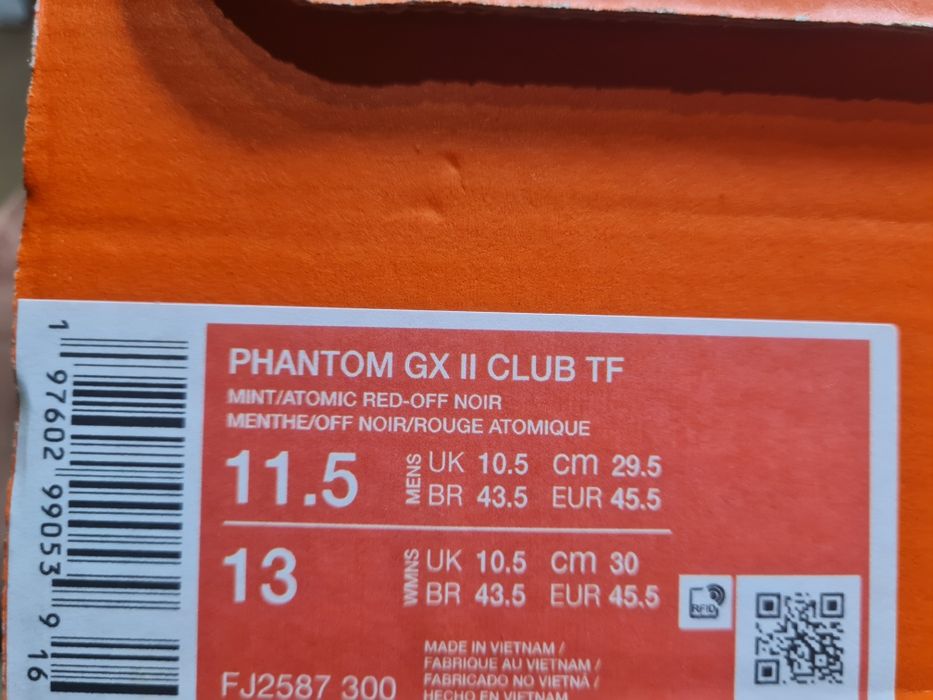 1 97602 99053 9 16
PHANTOM GX II CLUB TF
MINT/ATOMIC RED-OFF NOIR
MENTHE/OFF NOIR/ROUGE ATOMIQUE
11.5 MENS UK 10.5 cm 29.5
BR 43.5 EUR 45.5
13 WMNS UK 10.5 cm 30
BR 43.5 EUR 45.5
RFID
MADE IN VIETNAM /
FABRIQUE AU VIETNAM /
FABRICADO NO VIETNÃ /
HECHO EN VIETNAM
FJ2587 300